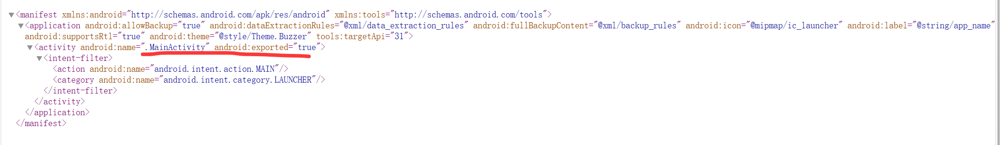 ▼<manifest xmlns:android="http://schemas.android.com/apk/res/android" xmlns:tools="http://schemas.android.com/tools">
▼<application android:allowBackup="true" android:dataExtractionRules="@xml/data_extraction_rules" android:fullBackupContent="@xml/backup_rules" android:icon="@mipmap/ic_launcher" android:label="@string/app_name"
android:supportsRtl="true" android:theme="@style/Theme.Buzzer" tools:targetApi="31">
▼<activity android:name=".MainActivity" android:exported="true">
▼<intent-filter>
<action android:name="android.intent.action.MAIN"/>
<category android:name="android.intent.category.LAUNCHER"/>
</intent-filter>
</activity>
</application>
</manifest>